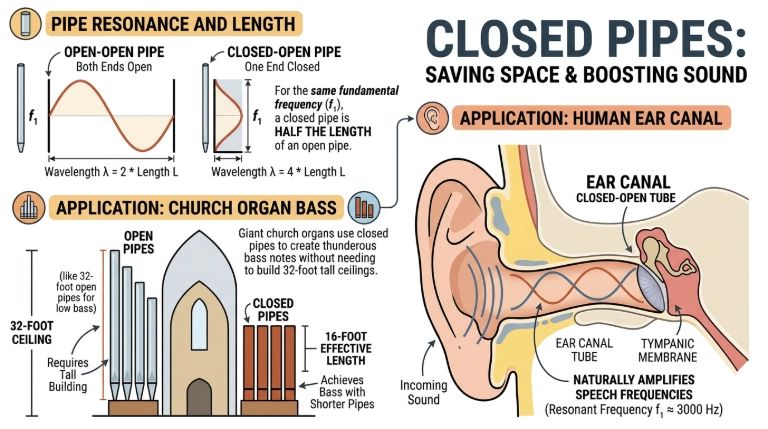 PIPE RESONANCE AND LENGTH
OPEN-OPEN PIPE
Both Ends Open
f₁
Wavelength λ = 2 * Length L
CLOSED-OPEN PIPE
One End Closed
f₁
For the same fundamental
frequency (f₁),
a closed pipe is
HALF THE LENGTH
of an open pipe.
Wavelength λ = 4 * Length L
CLOSED PIPES:
SAVING SPACE & BOOSTING SOUND
APPLICATION: CHURCH ORGAN BASS
OPEN
PIPES
(like 32-
foot open
pipes for
low bass)
32-FOOT
CEILING
Requires
Tall
Building
Giant church organs use closed
pipes to create thunderous
bass notes without needing
to build 32-foot tall ceilings.
CLOSED
PIPES
16-FOOT
EFFECTIVE
LENGTH
Achieves
Bass with
Shorter Pipes
APPLICATION: HUMAN EAR CANAL
EAR CANAL
CLOSED-OPEN TUBE
EAR CANAL
TUBE
TYMPANIC
MEMBRANE
Incoming
Sound
NATURALLY AMPLIFIES
SPEECH FREQUENCIES
(Resonant Frequency f₁ ≈ 3000 Hz)